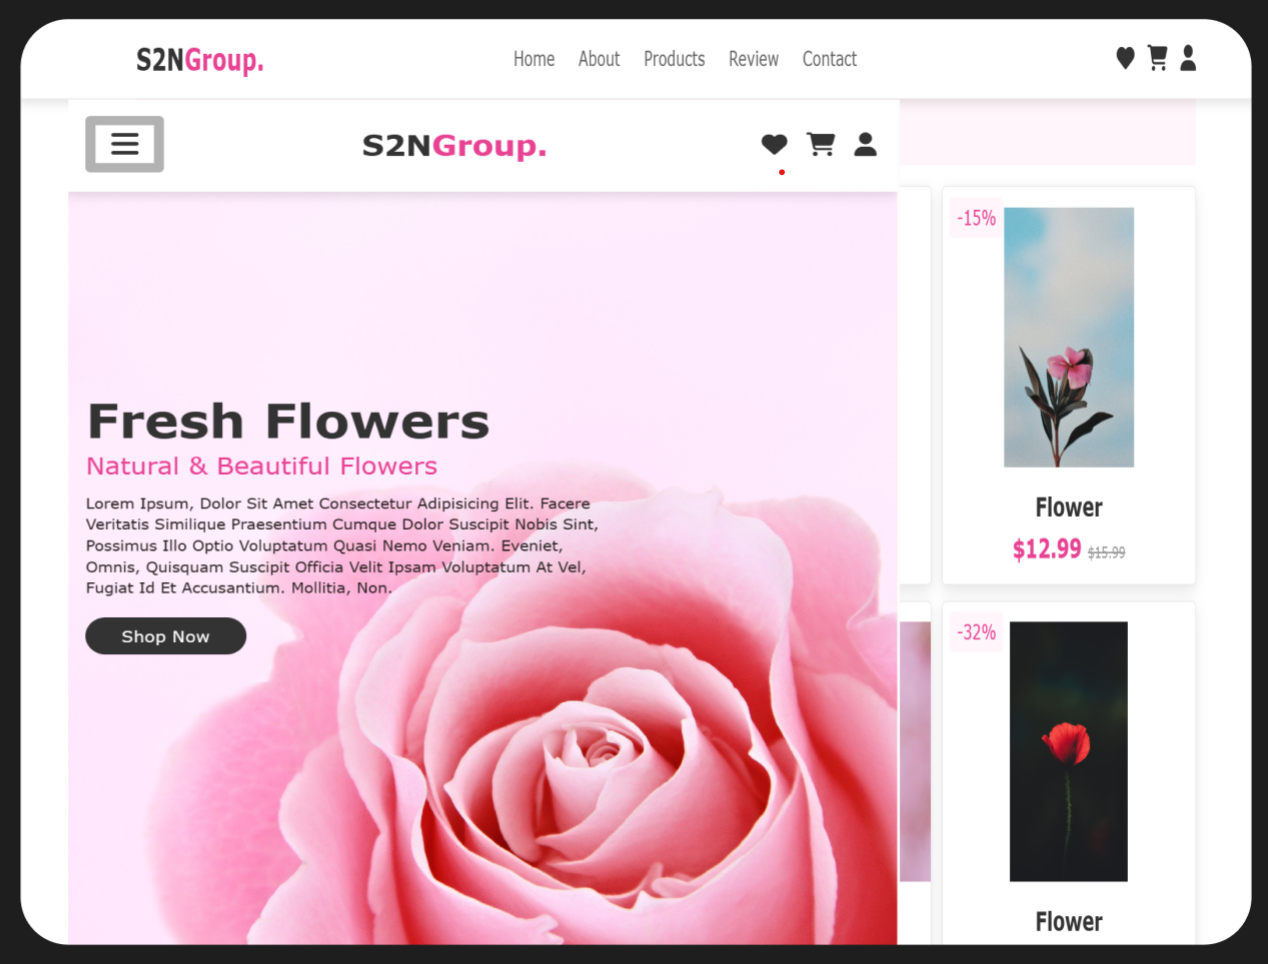 S2NGroup.
Home About Products Review Contact
S2NGroup.
Fresh Flowers
Natural & Beautiful Flowers
Lorem Ipsum, Dolor Sit Amet Consectetur Adipisicing Elit. Facere
Veritatis Similique Praesentium Cumque Dolor Suscipit Nobis Sint,
Possimus Illo Optio Voluptatum Quasi Nemo Veniam. Eveniet,
Omnis, Quisquam Suscipit Officia Velit Ipsam Voluptatum At Vel,
Fugiat Id Et Accusantium. Mollitia, Non.
Shop Now
-15%
Flower
$12.99 $15.99
-32%
Flower